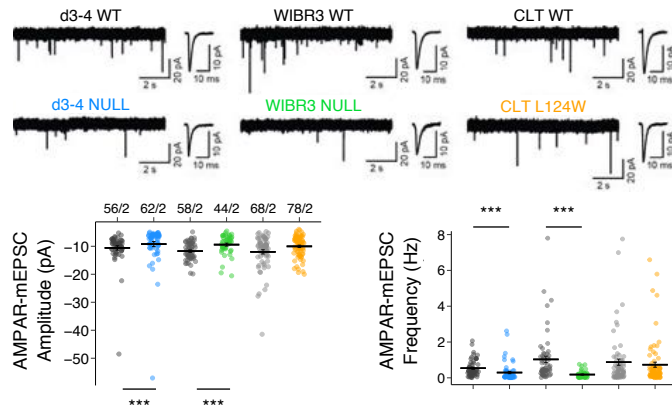 d3-4 WT
WIBR3 WT
CLT WT
20 pA
10 pA
2 s
10 ms
20 pA
10 pA
2 s
10 ms
20 pA
10 pA
2 s
10 ms
d3-4 NULL
WIBR3 NULL
CLT L124W
20 pA
10 pA
2 s
10 ms
20 pA
10 pA
2 s
10 ms
20 pA
10 pA
2 s
10 ms
56/2 62/2 58/2 44/2 68/2 78/2
AMPAR-mEPSC
Amplitude (pA)
−10
−20
−30
−40
−50
*** ***
AMPAR-mEPSC
Frequency (Hz)
*** ***
8
6
4
2
0